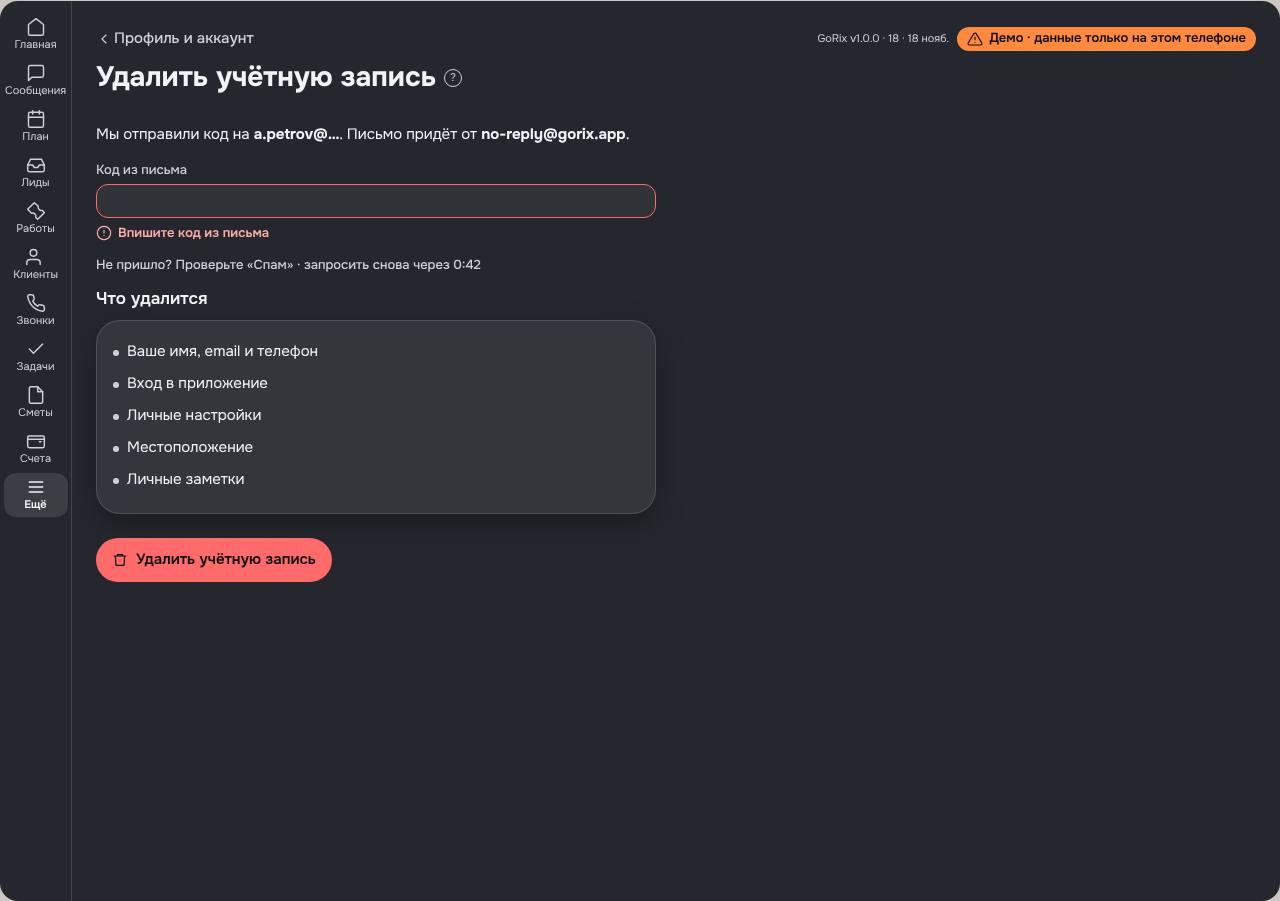 Главная
Сообщения
План
Лиды
Работы
Клиенты
Звонки
Задачи
Сметы
Счета
Ещё
Профиль и аккаунт
GoRix v1.0.0 · 18 · 18 нояб.
Демо · данные только на этом телефоне
Удалить учётную запись ?
Мы отправили код на a.petrov@…. Письмо придёт от no-reply@gorix.app.
Код из письма
Впишите код из письма
Не пришло? Проверьте «Спам» · запросить снова через 0:42
Что удалится
Ваше имя, email и телефон
Вход в приложение
Личные настройки
Местоположение
Личные заметки
Удалить учётную запись